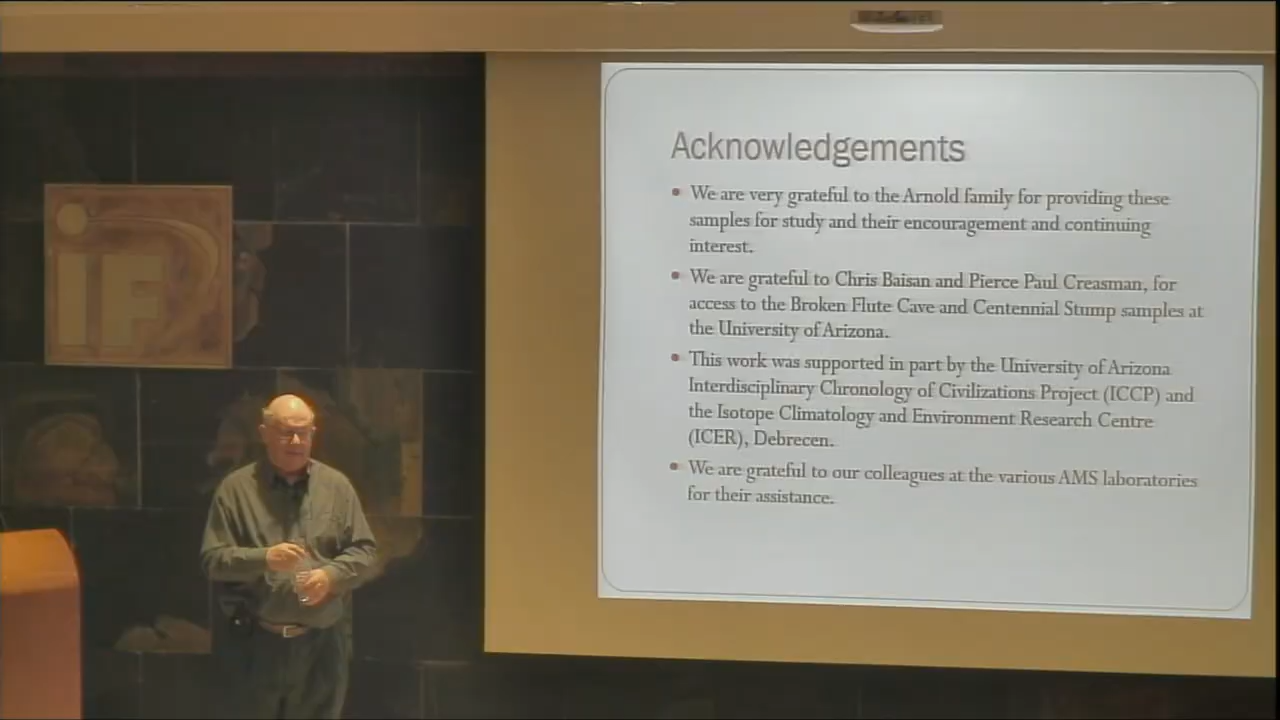 iF
Acknowledgements
• We are very grateful to the Arnold family for providing these
samples for study and their encouragement and continuing
interest.
• We are grateful to Chris Baisan and Pierce Paul Creasman, for
access to the Broken Flute Cave and Centennial Stump samples at
the University of Arizona.
• This work was supported in part by the University of Arizona
Interdisciplinary Chronology of Civilizations Project (ICCP) and
the Isotope Climatology and Environment Research Centre
(ICER), Debrecen.
• We are grateful to our colleagues at the various AMS laboratories
for their assistance.